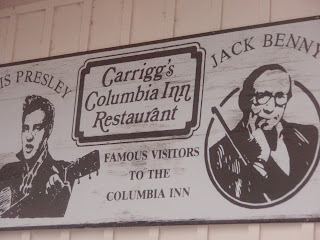 IS PRESLEY
Carrigg's
Columbia Inn
Restaurant
JACK BENNY
FAMOUS VISITORS
TO THE
COLUMBIA INN